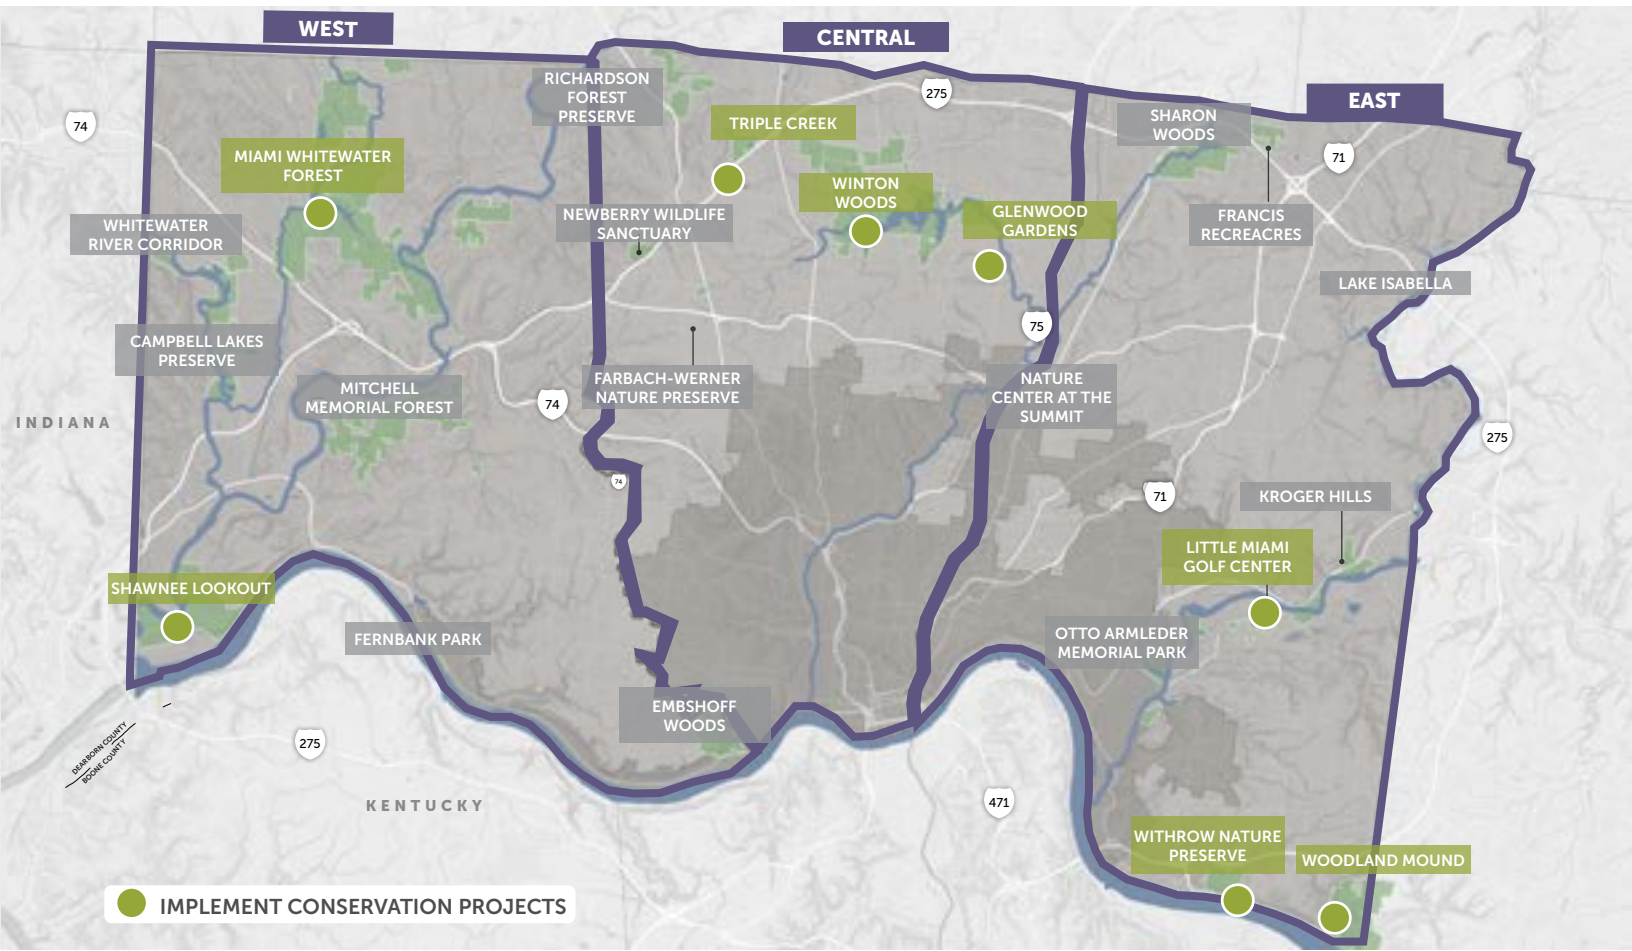 WEST
CENTRAL
EAST
RICHARDSON
FOREST
PRESERVE
275
TRIPLE CREEK
SHARON
WOODS
74
71
MIAMI WHITEWATER
FOREST
WINTON
WOODS
GLENWOOD
GARDENS
NEWBERRY WILDLIFE
SANCTUARY
FRANCIS
RECREACRES
WHITEWATER
RIVER CORRIDOR
LAKE ISABELLA
75
CAMPBELL LAKES
PRESERVE
MITCHELL
MEMORIAL FOREST
74
FARBACH-WERNER
NATURE PRESERVE
NATURE
CENTER AT THE
SUMMIT
INDIANA
275
74
71
KROGER HILLS
LITTLE MIAMI
GOLF CENTER
SHAWNEE LOOKOUT
FERNBANK PARK
OTTO ARMLEDER
MEMORIAL PARK
EMBSHOFF
WOODS
DEARBORN COUNTY
BOONE COUNTY
275
KENTUCKY
471
WITHROW NATURE
PRESERVE
WOODLAND MOUND
IMPLEMENT CONSERVATION PROJECTS